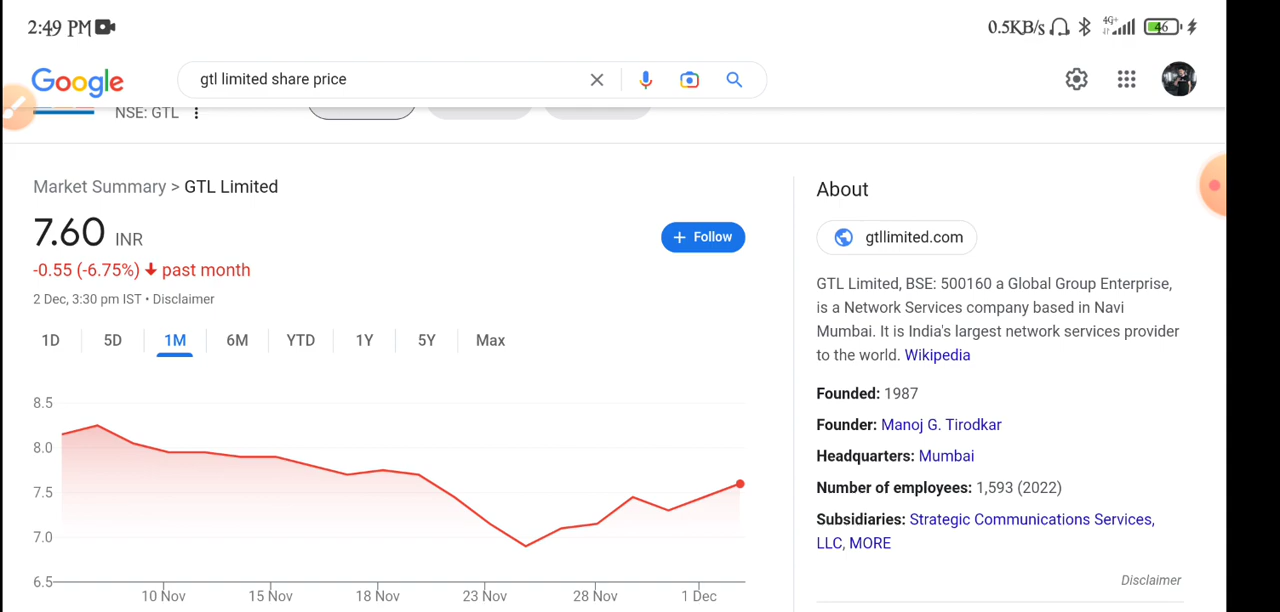 2:49 PM
0.5KB/s 4G+ 46
Google
gtl limited share price
NSE: GTL
Market Summary > GTL Limited
7.60 INR
+ Follow
-0.55 (-6.75%) past month
2 Dec, 3:30 pm IST • Disclaimer
1D 5D 1M 6M YTD 1Y 5Y Max
8.5
8.0
7.5
7.0
6.5
10 Nov 15 Nov 18 Nov 23 Nov 28 Nov 1 Dec
About
gtllimited.com
GTL Limited, BSE: 500160 a Global Group Enterprise,
is a Network Services company based in Navi
Mumbai. It is India's largest network services provider
to the world. Wikipedia
Founded: 1987
Founder: Manoj G. Tirodkar
Headquarters: Mumbai
Number of employees: 1,593 (2022)
Subsidiaries: Strategic Communications Services,
LLC, MORE
Disclaimer